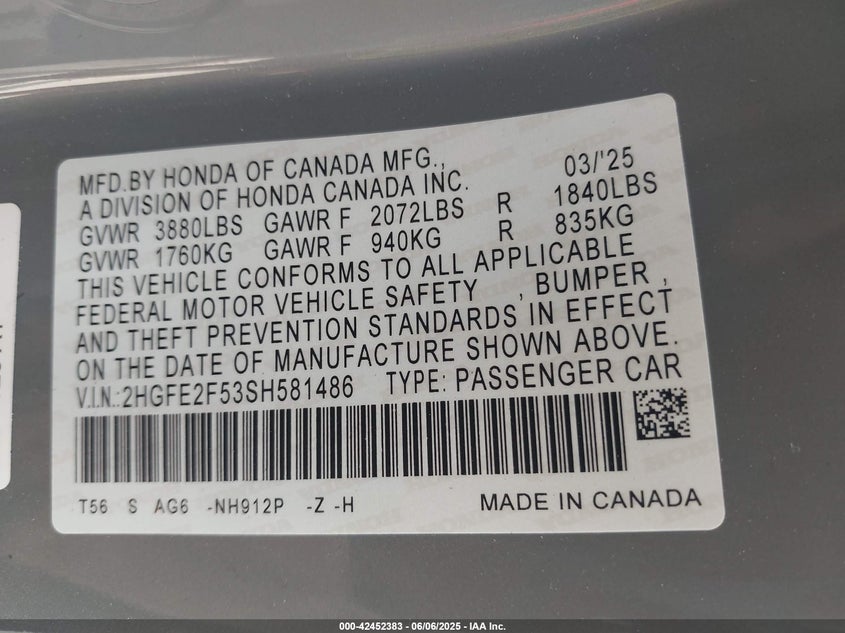 MFD.BY HONDA OF CANADA MFG., 03/'25
A DIVISION OF HONDA CANADA INC.
GVWR 3880LBS GAWR F 2072LBS R 1840LBS
GVWR 1760KG GAWR F 940KG R 835KG
THIS VEHICLE CONFORMS TO ALL APPLICABLE
FEDERAL MOTOR VEHICLE SAFETY , BUMPER ,
AND THEFT PREVENTION STANDARDS IN EFFECT
ON THE DATE OF MANUFACTURE SHOWN ABOVE.
V.I.N.:2HGFE2F53SH581486 TYPE: PASSENGER CAR
T56 S AG6 -NH912P -Z -H MADE IN CANADA
000-42452383 - 06/06/2025 - IAA Inc.